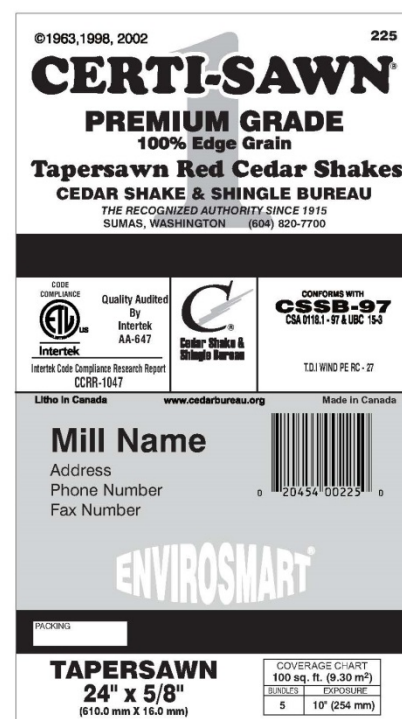 ©1963,1998, 2002
225
CERTI-SAWN®
1
PREMIUM GRADE
100% Edge Grain
Tapersawn Red Cedar Shakes
CEDAR SHAKE & SHINGLE BUREAU
THE RECOGNIZED AUTHORITY SINCE 1915
SUMAS, WASHINGTON (604) 820-7700
CODE
COMPLIANCE
ETL US
Intertek
Quality Audited
By
Intertek
AA-647
Intertek Code Compliance Research Report
CCRR-1047
C®
Cedar Shake &
Shingle Bureau
CONFORMS WITH
CSSB-97
CSA 0118.1 - 97 & UBC 15-3
T.D.I WIND PE RC - 27
Litho in Canada
www.cedarbureau.org
Made in Canada
Mill Name
Address
Phone Number
Fax Number
0 20454 00225 0
ENVIROSMART®
PACKING
TAPERSAWN
24" x 5/8"
(610.0 mm X 16.0 mm)
COVERAGE CHART
100 sq. ft. (9.30 m²)
BUNDLES EXPOSURE
5 10" (254 mm)